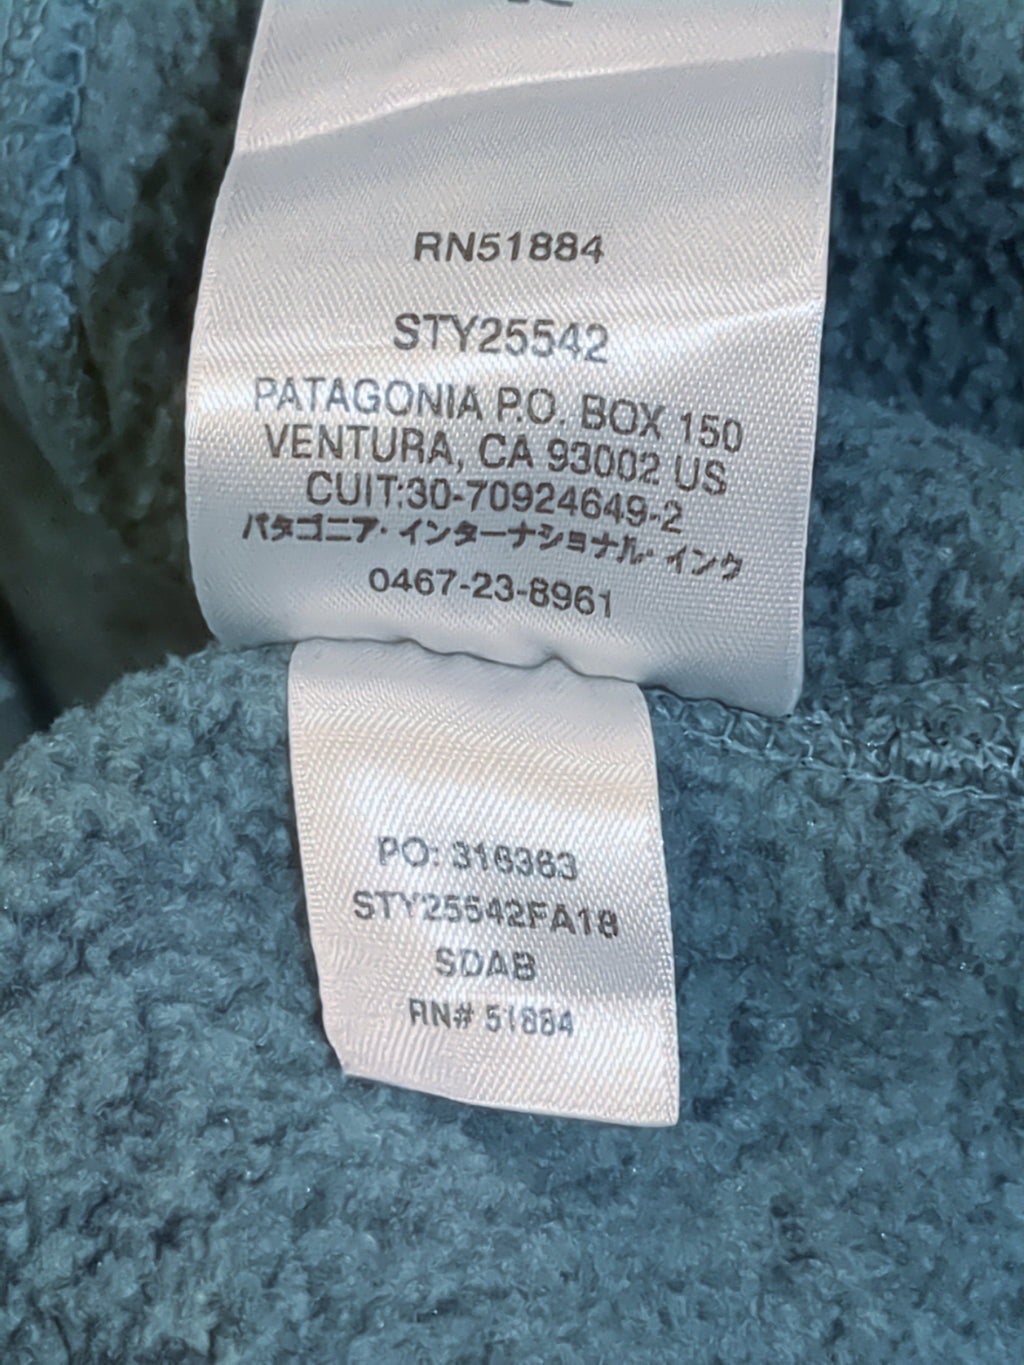 RN51884
STY25542
PATAGONIA P.O. BOX 150
VENTURA, CA 93002 US
CUIT:30-70924649-2
パタゴニア・インターナショナル・インク
0467-23-8961
PO: 316363
STY25542FA18
SDAB
RN# 51884